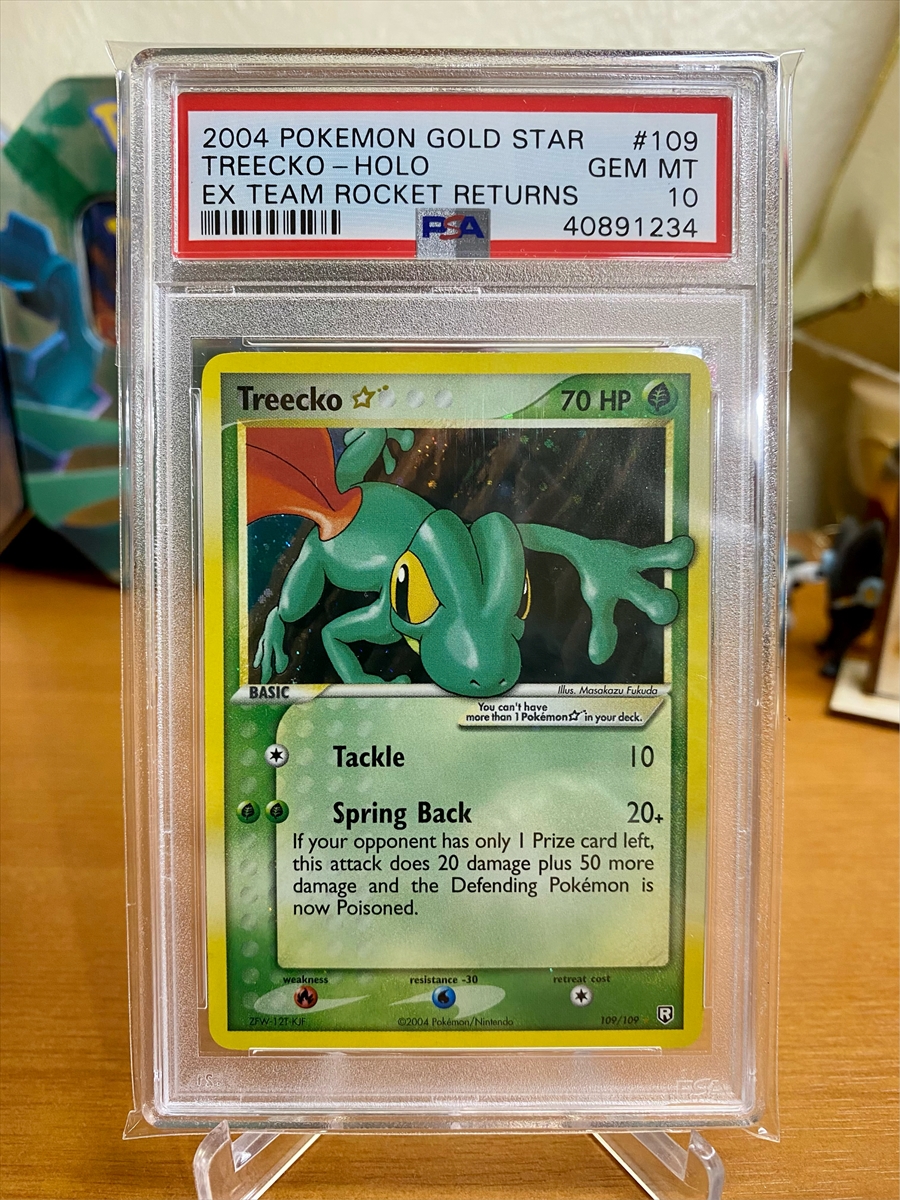 2004 POKEMON GOLD STAR #109
TREECKO - HOLO GEM MT
EX TEAM ROCKET RETURNS 10
PSA 40891234
Treecko 70 HP
BASIC Illus. Masakazu Fukuda
You can't have
more than 1 Pokémon☆ in your deck.
Tackle 10
Spring Back 20+
If your opponent has only 1 Prize card left,
this attack does 20 damage plus 50 more
damage and the Defending Pokémon is
now Poisoned.
weakness resistance -30 retreat cost
ZFW-12T-KJF ©2004 Pokémon/Nintendo 109/109 R